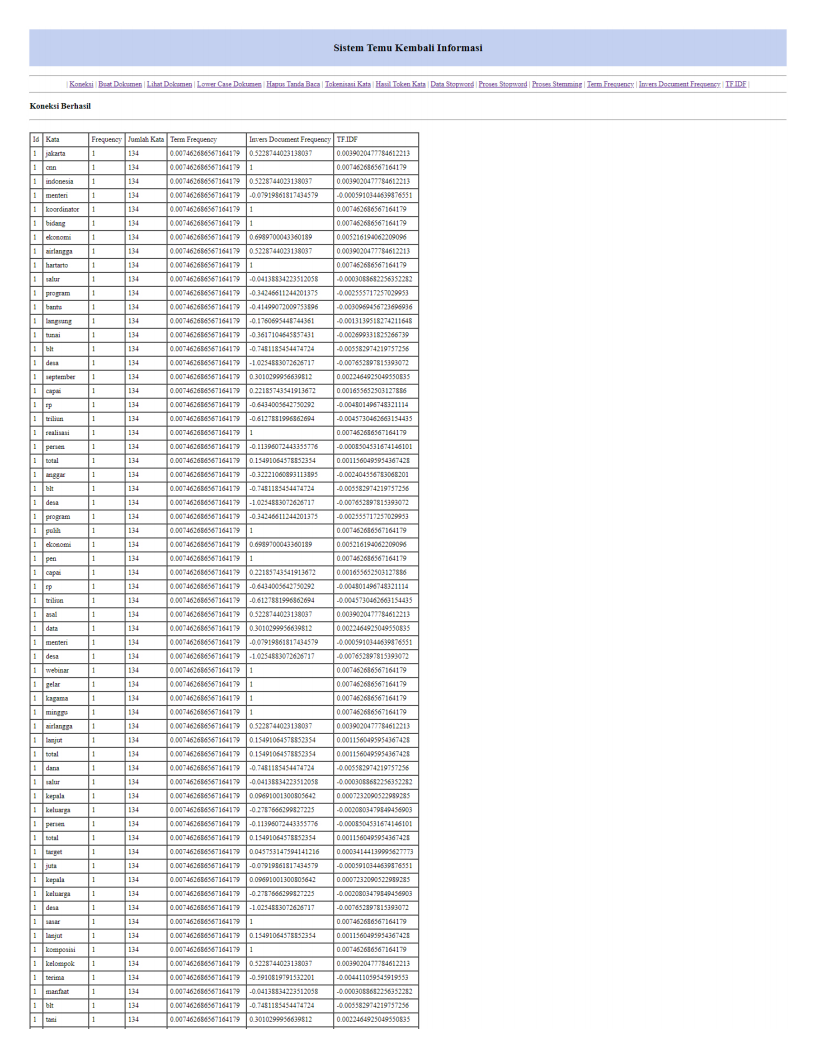 Sistem Temu Kembali Informasi
| Koneksi | Buat Dokumen | Lihat Dokumen | Lower Case Dokumen | Hapus Tanda Baca | Tokenisasi Kata | Hasil Token Kata | Data Stopword | Proses Stopword | Proses Stemming | Term Frequency | Invers Document Frequency | TF.IDF |
Koneksi Berhasil
Id Kata Frequency Jumlah Kata Term Frequency Invers Document Frequency TF.IDF
1 jakarta 1 134 0.007462686567164179 0.5228744023138037 0.0039020477784612213
1 cnn 1 134 0.007462686567164179 1 0.007462686567164179
1 indonesia 1 134 0.007462686567164179 0.5228744023138037 0.0039020477784612213
1 menteri 1 134 0.007462686567164179 -0.07919861817434579 -0.0005910344639876551
1 koordinator 1 134 0.007462686567164179 1 0.007462686567164179
1 bidang 1 134 0.007462686567164179 1 0.007462686567164179
1 ekonomi 1 134 0.007462686567164179 0.6989700043360189 0.005216194062209096
1 airlangga 1 134 0.007462686567164179 0.5228744023138037 0.0039020477784612213
1 hartarto 1 134 0.007462686567164179 1 0.007462686567164179
1 salur 1 134 0.007462686567164179 -0.04138834223512058 -0.0003088682256352282
1 program 1 134 0.007462686567164179 -0.34246611244201375 -0.002555717257029953
1 bantu 1 134 0.007462686567164179 -0.41499072009753896 -0.0030969456723696936
1 langsung 1 134 0.007462686567164179 -0.1760695448744361 -0.0013139518274211648
1 tunai 1 134 0.007462686567164179 -0.3617104645857431 -0.002699331825266739
1 blt 1 134 0.007462686567164179 -0.7481185454474724 -0.005582974219757256
1 desa 1 134 0.007462686567164179 -1.0254883072626717 -0.007652897815393072
1 september 1 134 0.007462686567164179 0.3010299956639812 0.0022464925049550835
1 capai 1 134 0.007462686567164179 0.22185743541913672 0.001655652503127886
1 rp 1 134 0.007462686567164179 -0.6434005642750292 -0.004801496748321114
1 triliun 1 134 0.007462686567164179 -0.6127881996862694 -0.0045730462663154435
1 realisasi 1 134 0.007462686567164179 1 0.007462686567164179
1 persen 1 134 0.007462686567164179 -0.11396072443355776 -0.0008504531674146101
1 total 1 134 0.007462686567164179 0.15491064578852354 0.0011560495954367428
1 anggar 1 134 0.007462686567164179 -0.32221060893113895 -0.002404556783068201
1 blt 1 134 0.007462686567164179 -0.7481185454474724 -0.005582974219757256
1 desa 1 134 0.007462686567164179 -1.0254883072626717 -0.007652897815393072
1 program 1 134 0.007462686567164179 -0.34246611244201375 -0.002555717257029953
1 pulih 1 134 0.007462686567164179 1 0.007462686567164179
1 ekonomi 1 134 0.007462686567164179 0.6989700043360189 0.005216194062209096
1 pen 1 134 0.007462686567164179 1 0.007462686567164179
1 capai 1 134 0.007462686567164179 0.22185743541913672 0.001655652503127886
1 rp 1 134 0.007462686567164179 -0.6434005642750292 -0.004801496748321114
1 triliun 1 134 0.007462686567164179 -0.6127881996862694 -0.0045730462663154435
1 asal 1 134 0.007462686567164179 0.5228744023138037 0.0039020477784612213
1 data 1 134 0.007462686567164179 0.3010299956639812 0.0022464925049550835
1 menteri 1 134 0.007462686567164179 -0.07919861817434579 -0.0005910344639876551
1 desa 1 134 0.007462686567164179 -1.0254883072626717 -0.007652897815393072
1 webinar 1 134 0.007462686567164179 1 0.007462686567164179
1 gelar 1 134 0.007462686567164179 1 0.007462686567164179
1 kagama 1 134 0.007462686567164179 1 0.007462686567164179
1 minggu 1 134 0.007462686567164179 1 0.007462686567164179
1 airlangga 1 134 0.007462686567164179 0.5228744023138037 0.0039020477784612213
1 lanjut 1 134 0.007462686567164179 0.15491064578852354 0.0011560495954367428
1 total 1 134 0.007462686567164179 0.15491064578852354 0.0011560495954367428
1 dana 1 134 0.007462686567164179 -0.7481185454474724 -0.005582974219757256
1 salur 1 134 0.007462686567164179 -0.04138834223512058 -0.0003088682256352282
1 kepala 1 134 0.007462686567164179 0.09691001300805642 0.0007232090522989285
1 keluarga 1 134 0.007462686567164179 -0.2787666299827225 -0.0020803479849456903
1 persen 1 134 0.007462686567164179 -0.11396072443355776 -0.0008504531674146101
1 total 1 134 0.007462686567164179 0.15491064578852354 0.0011560495954367428
1 target 1 134 0.007462686567164179 0.045753147594141216 0.00034144139995627773
1 juta 1 134 0.007462686567164179 -0.07919861817434579 -0.0005910344639876551
1 kepala 1 134 0.007462686567164179 0.09691001300805642 0.0007232090522989285
1 keluarga 1 134 0.007462686567164179 -0.2787666299827225 -0.0020803479849456903
1 desa 1 134 0.007462686567164179 -1.0254883072626717 -0.007652897815393072
1 sasar 1 134 0.007462686567164179 1 0.007462686567164179
1 lanjut 1 134 0.007462686567164179 0.15491064578852354 0.0011560495954367428
1 komposisi 1 134 0.007462686567164179 1 0.007462686567164179
1 kelompok 1 134 0.007462686567164179 0.5228744023138037 0.0039020477784612213
1 terima 1 134 0.007462686567164179 -0.5910819791532201 -0.004411059545919553
1 manfaat 1 134 0.007462686567164179 -0.04138834223512058 -0.0003088682256352282
1 blt 1 134 0.007462686567164179 -0.7481185454474724 -0.005582974219757256
1 tani 1 134 0.007462686567164179 0.3010299956639812 0.0022464925049550835